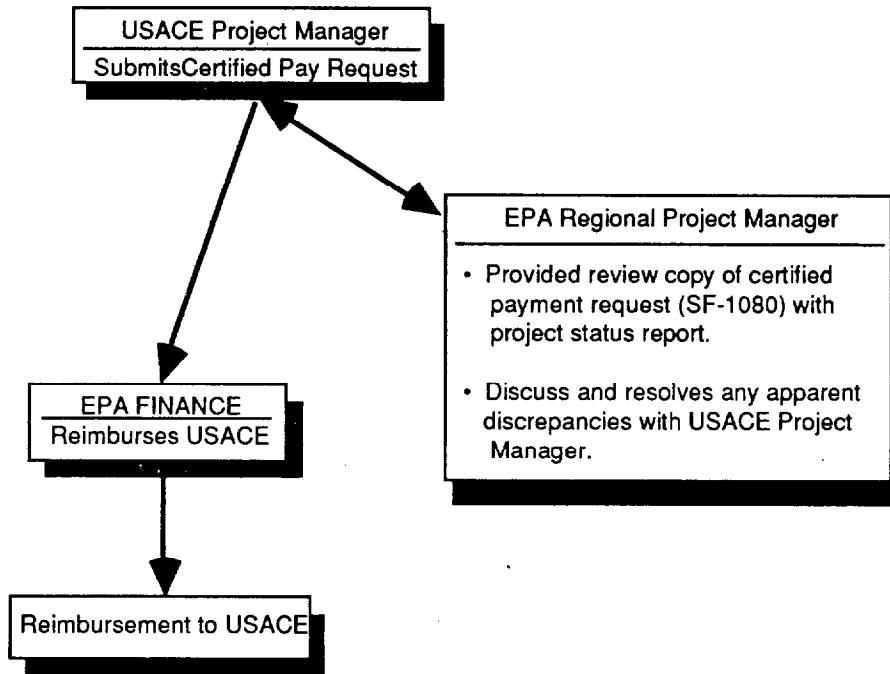 USACE Project Manager
SubmitsCertified Pay Request
EPA Regional Project Manager
• Provided review copy of certified
payment request (SF-1080) with
project status report.
• Discuss and resolves any apparent
discrepancies with USACE Project
Manager.
EPA FINANCE
Reimburses USACE
Reimbursement to USACE